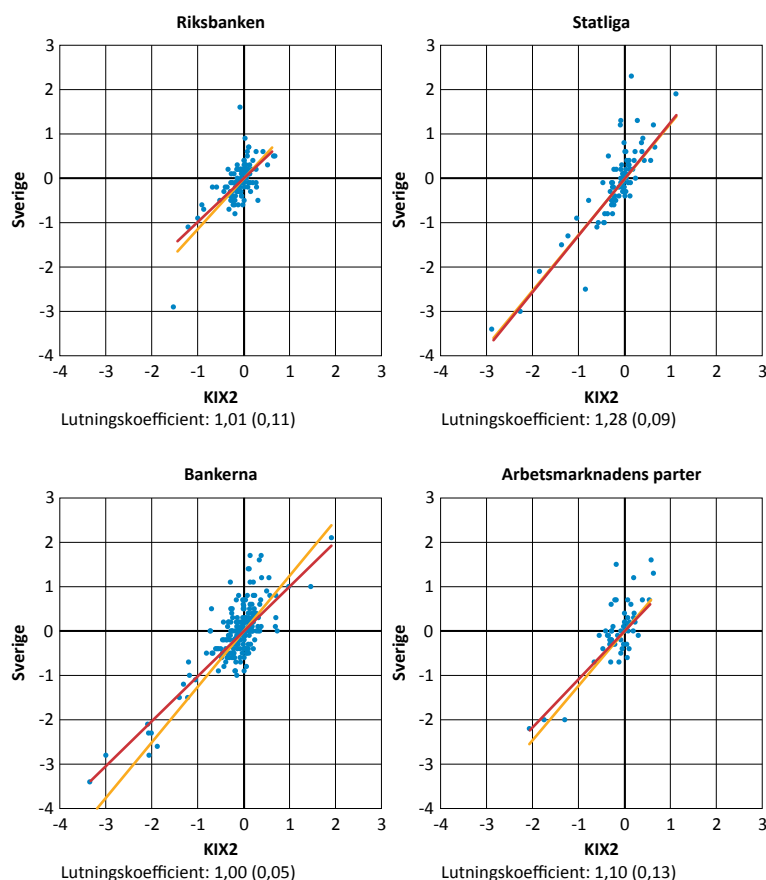 Riksbanken
3
2
1
0
-1
-2
-3
-4
Sverige
-4 -3 -2 -1 0 1 2 3
KIX2
Lutningskoefficient: 1,01 (0,11)
Statliga
3
2
1
0
-1
-2
-3
-4
Sverige
-4 -3 -2 -1 0 1 2 3
KIX2
Lutningskoefficient: 1,28 (0,09)
Bankerna
3
2
1
0
-1
-2
-3
-4
Sverige
-4 -3 -2 -1 0 1 2 3
KIX2
Lutningskoefficient: 1,00 (0,05)
Arbetsmarknadens parter
3
2
1
0
-1
-2
-3
-4
Sverige
-4 -3 -2 -1 0 1 2 3
KIX2
Lutningskoefficient: 1,10 (0,13)